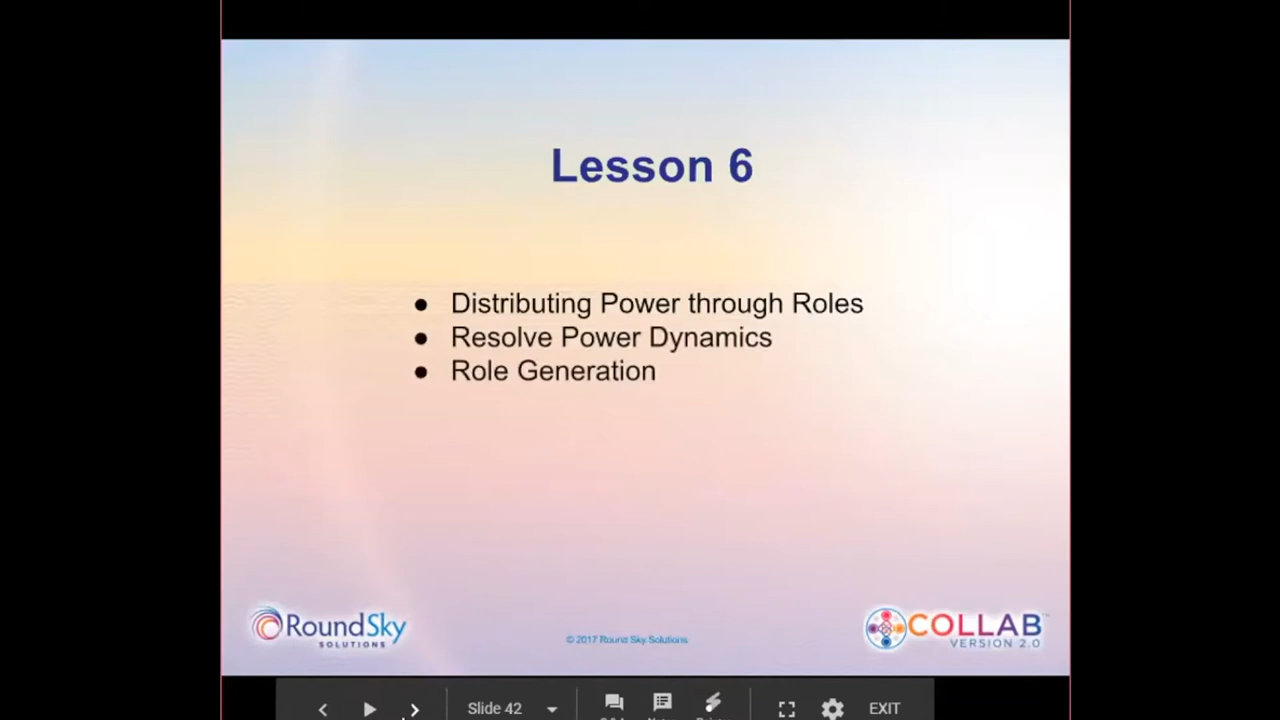 Lesson 6
● Distributing Power through Roles
● Resolve Power Dynamics
● Role Generation
RoundSky
SOLUTIONS
© 2017 Round Sky Solutions
COLLAB
VERSION 2.0
Slide 42
EXIT